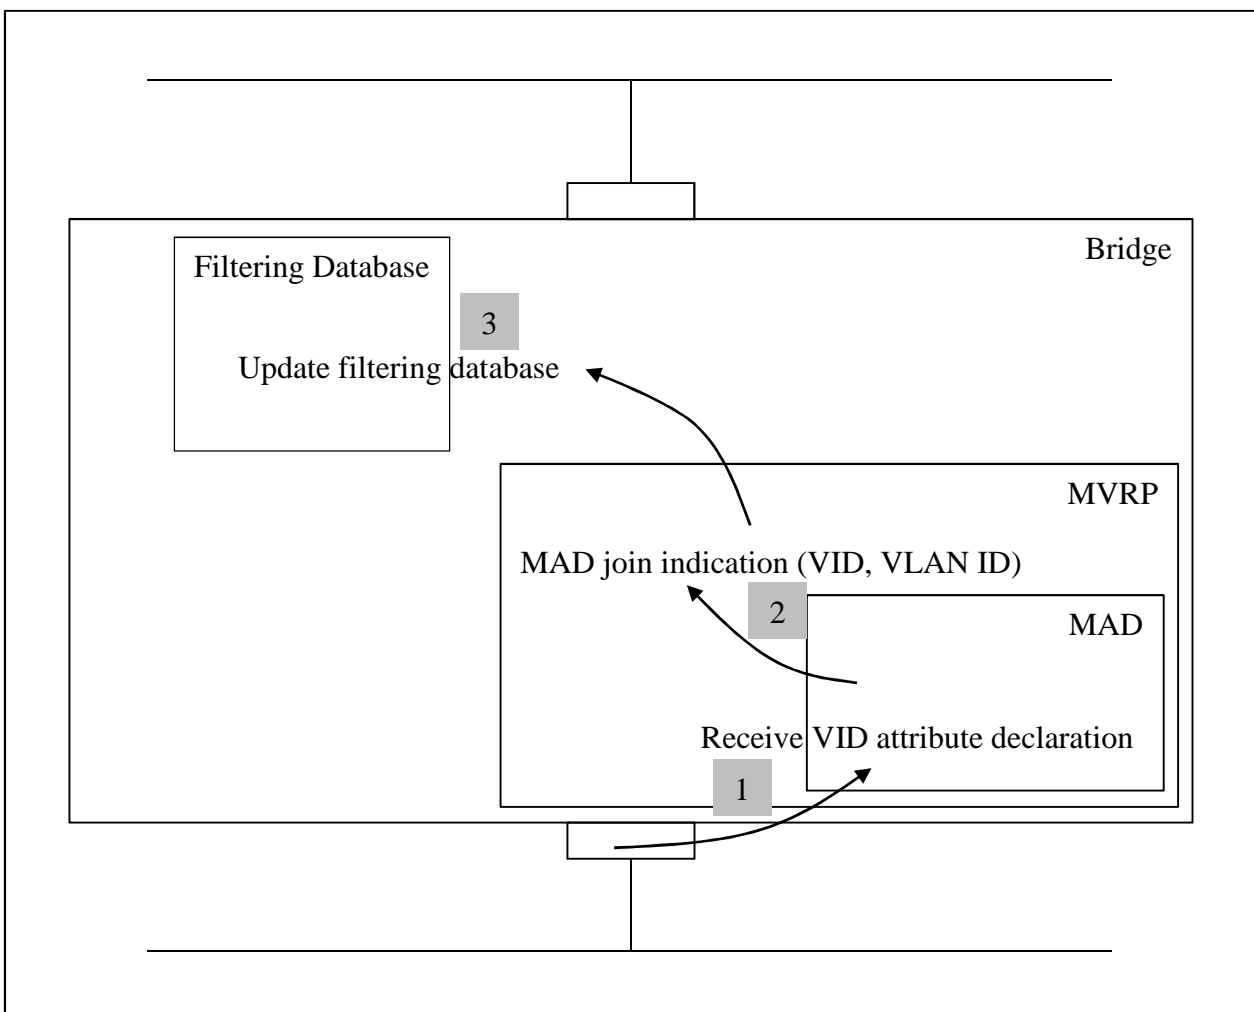 Bridge
Filtering Database
3
Update filtering database
MVRP
MAD join indication (VID, VLAN ID)
2
MAD
Receive VID attribute declaration
1